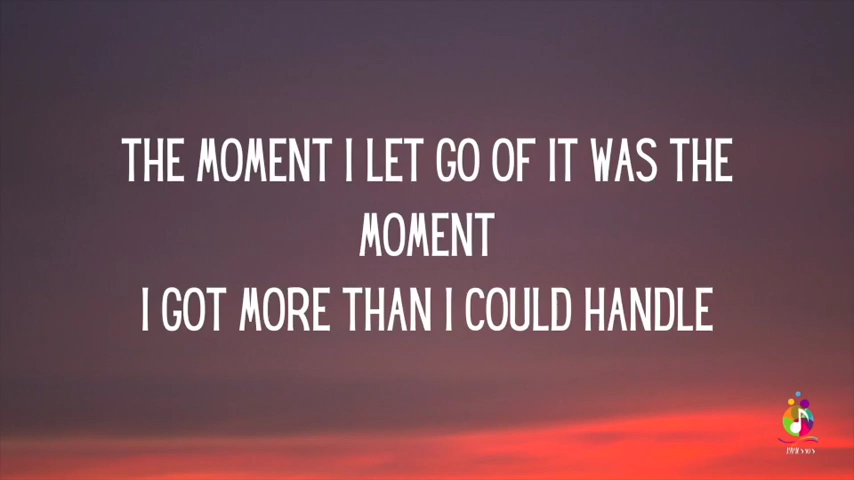 THE MOMENT I LET GO OF IT WAS THE
MOMENT
I GOT MORE THAN I COULD HANDLE